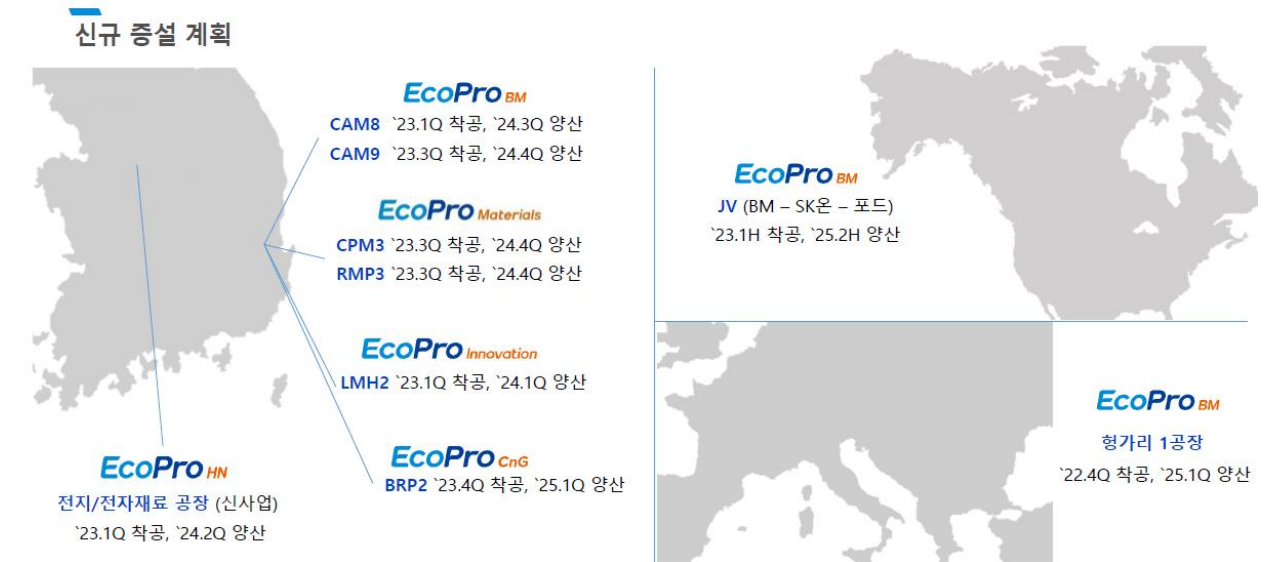 신규 증설 계획
EcoPro BM
CAM8 `23.1Q 착공, `24.3Q 양산
CAM9 `23.3Q 착공, `24.4Q 양산
EcoPro Materials
CPM3 `23.3Q 착공, `24.4Q 양산
RMP3 `23.3Q 착공, `24.4Q 양산
EcoPro Innovation
LMH2 `23.1Q 착공, `24.1Q 양산
EcoPro CnG
BRP2 `23.4Q 착공, `25.1Q 양산
EcoPro HN
전지/전자재료 공장 (신사업)
`23.1Q 착공, `24.2Q 양산
EcoPro BM
JV (BM – SK온 – 포드)
`23.1H 착공, `25.2H 양산
EcoPro BM
헝가리 1공장
`22.4Q 착공, `25.1Q 양산